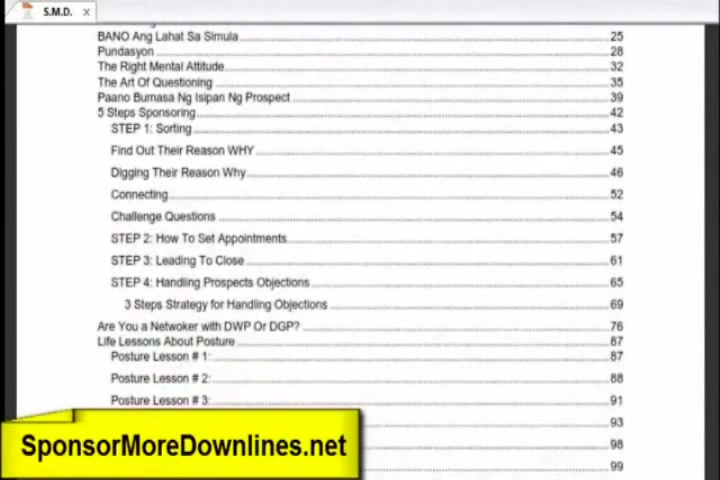 S.M.D.
BANO Ang Lahat Sa Simula 25
Pundasyon 28
The Right Mental Attitude 32
The Art Of Questioning 35
Paano Bumasa Ng Isipan Ng Prospect 39
5 Steps Sponsoring 42
STEP 1: Sorting 43
Find Out Their Reason WHY 45
Digging Their Reason Why 46
Connecting 52
Challenge Questions 54
STEP 2: How To Set Appointments 57
STEP 3: Leading To Close 61
STEP 4: Handling Prospects Objections 65
3 Steps Strategy for Handling Objections 69
Are You a Netwoker with DWP Or DGP? 76
Life Lessons About Posture 87
Posture Lesson # 1: 87
Posture Lesson # 2: 88
Posture Lesson # 3: 91
93
98
99
SponsorMoreDownlines.net